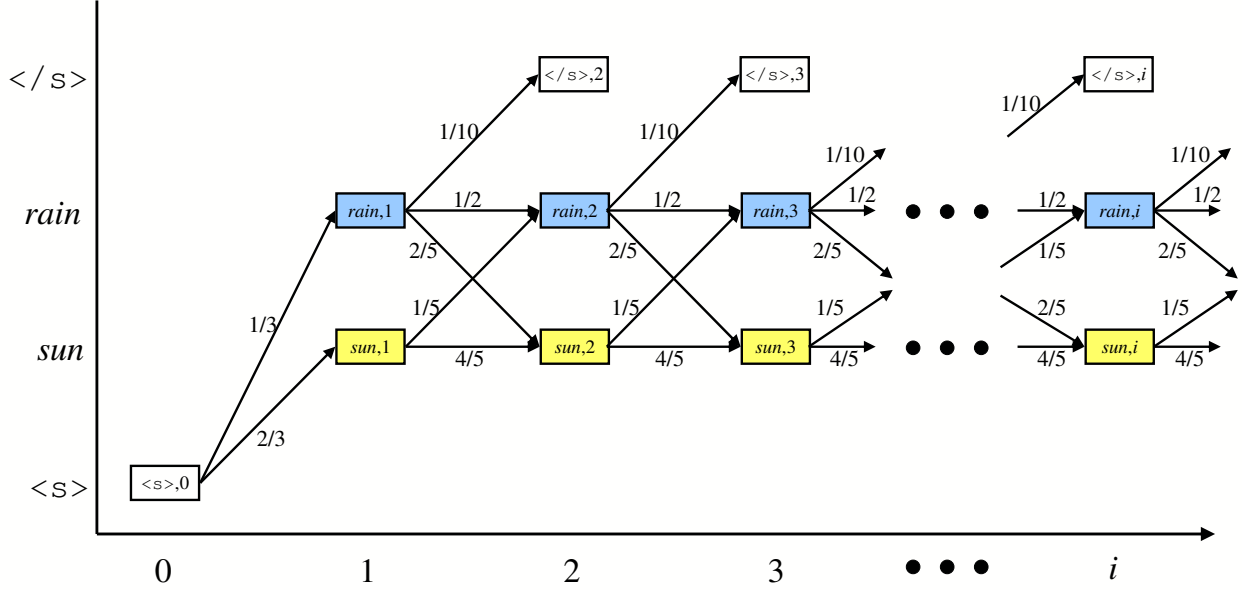 </s>
</s>,2
</s>,3
</s>,i
1/10
1/10
1/10
1/10
1/10
rain
rain,1
1/2
rain,2
1/2
rain,3
1/2
1/2
rain,i
1/2
2/5
2/5
2/5
1/5
2/5
1/3
1/5
1/5
1/5
2/5
1/5
sun
sun,1
4/5
sun,2
4/5
sun,3
4/5
4/5
sun,i
4/5
2/3
<s>
<s>,0
0
1
2
3
i